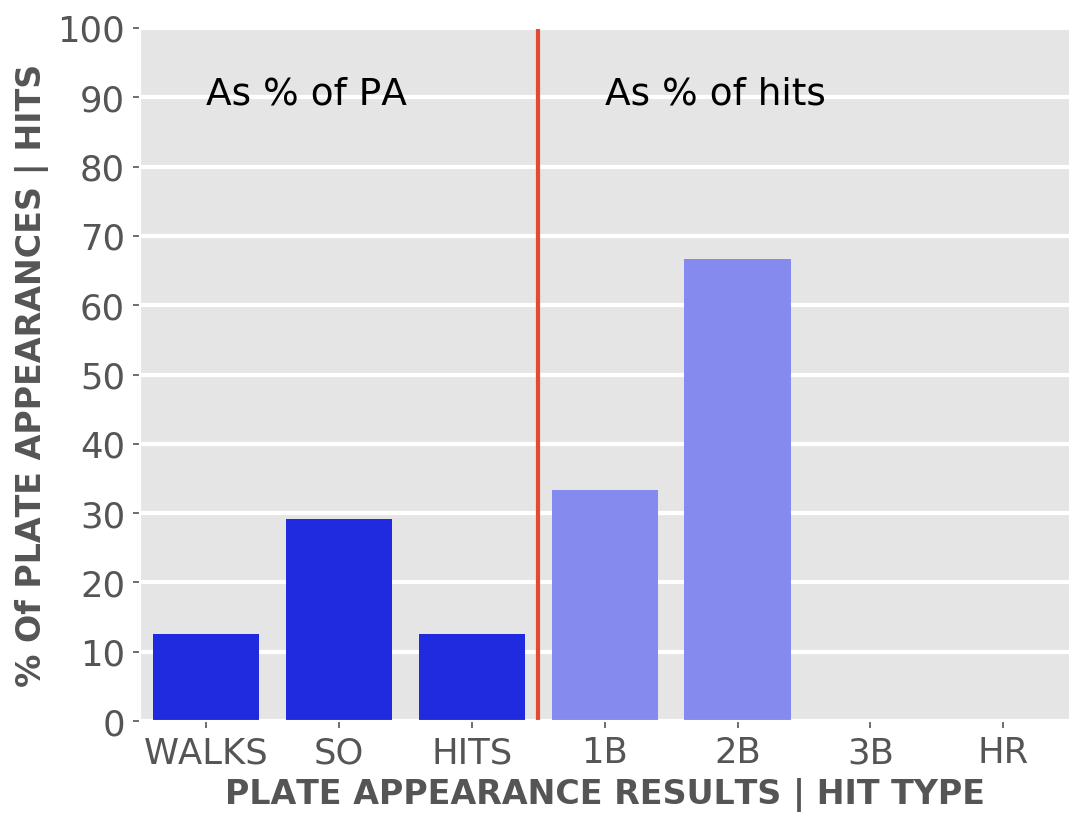 As % of PA
As % of hits
% Of PLATE APPEARANCES | HITS
100
90
80
70
60
50
40
30
20
10
0
WALKS SO HITS 1B 2B 3B HR
PLATE APPEARANCE RESULTS | HIT TYPE